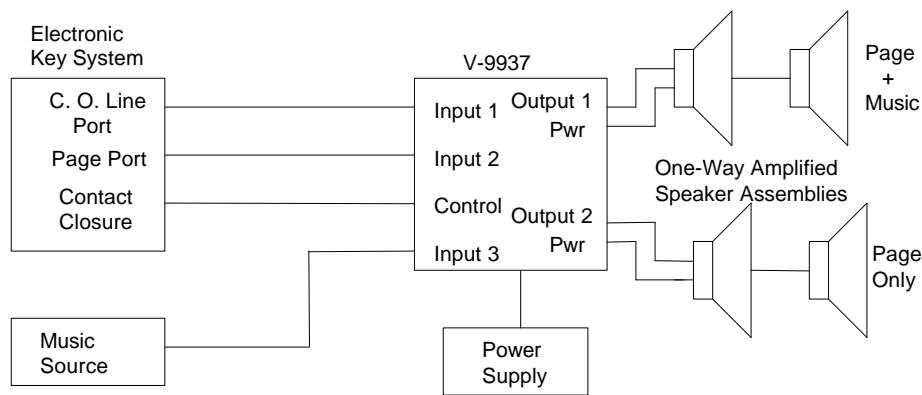 Electronic
Key System
C. O. Line
Port
Page Port
Contact
Closure
Music
Source
V-9937
Input 1
Input 2
Control
Input 3
Output 1
Pwr
Output 2
Pwr
Power
Supply
Page
+
Music
One-Way Amplified
Speaker Assemblies
Page
Only